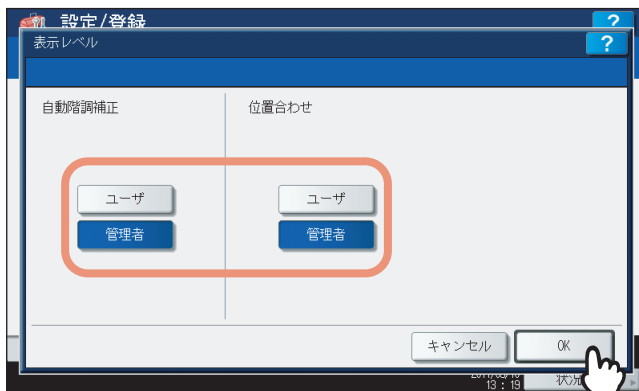 設定/登録
?
表示レベル
?
自動階調補正
位置合わせ
ユーザ
ユーザ
管理者
管理者
キャンセル
OK
13:19
状況